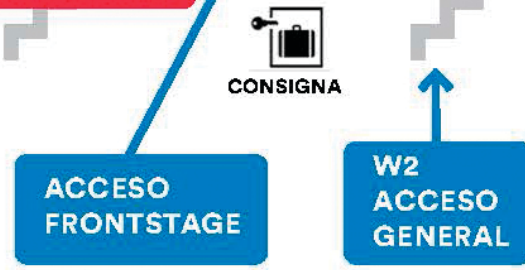 CONSIGNA
ACCESO
FRONTSTAGE
W2
ACCESO
GENERAL